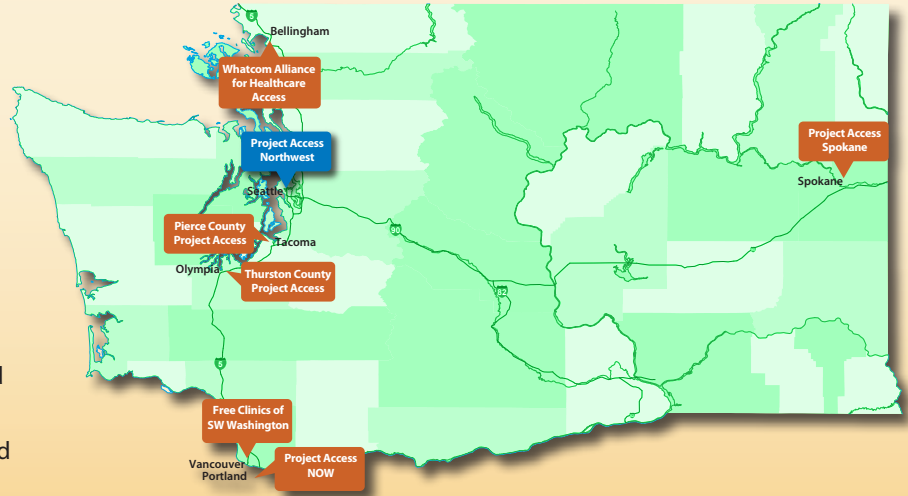 5
Bellingham
Whatcom Alliance
for Healthcare
Access
Project Access
Northwest
Seattle
Project Access
Spokane
Spokane
Pierce County
Project Access
Tacoma
90
Olympia
Thurston County
Project Access
82
5
Free Clinics of
SW Washington
Vancouver
Portland
Project Access
NOW